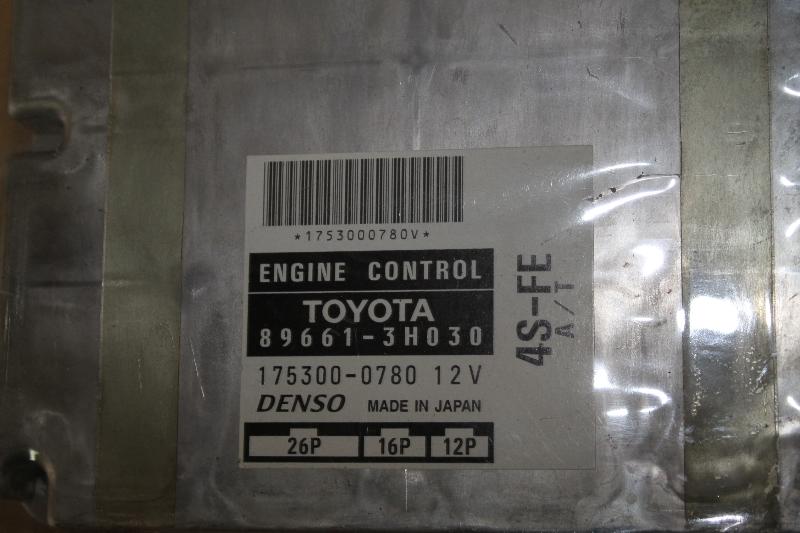 *1753000780V*
ENGINE CONTROL
TOYOTA
89661-3H030
175300-0780 12V
DENSO MADE IN JAPAN
26P 16P 12P
4S-FE
A/T